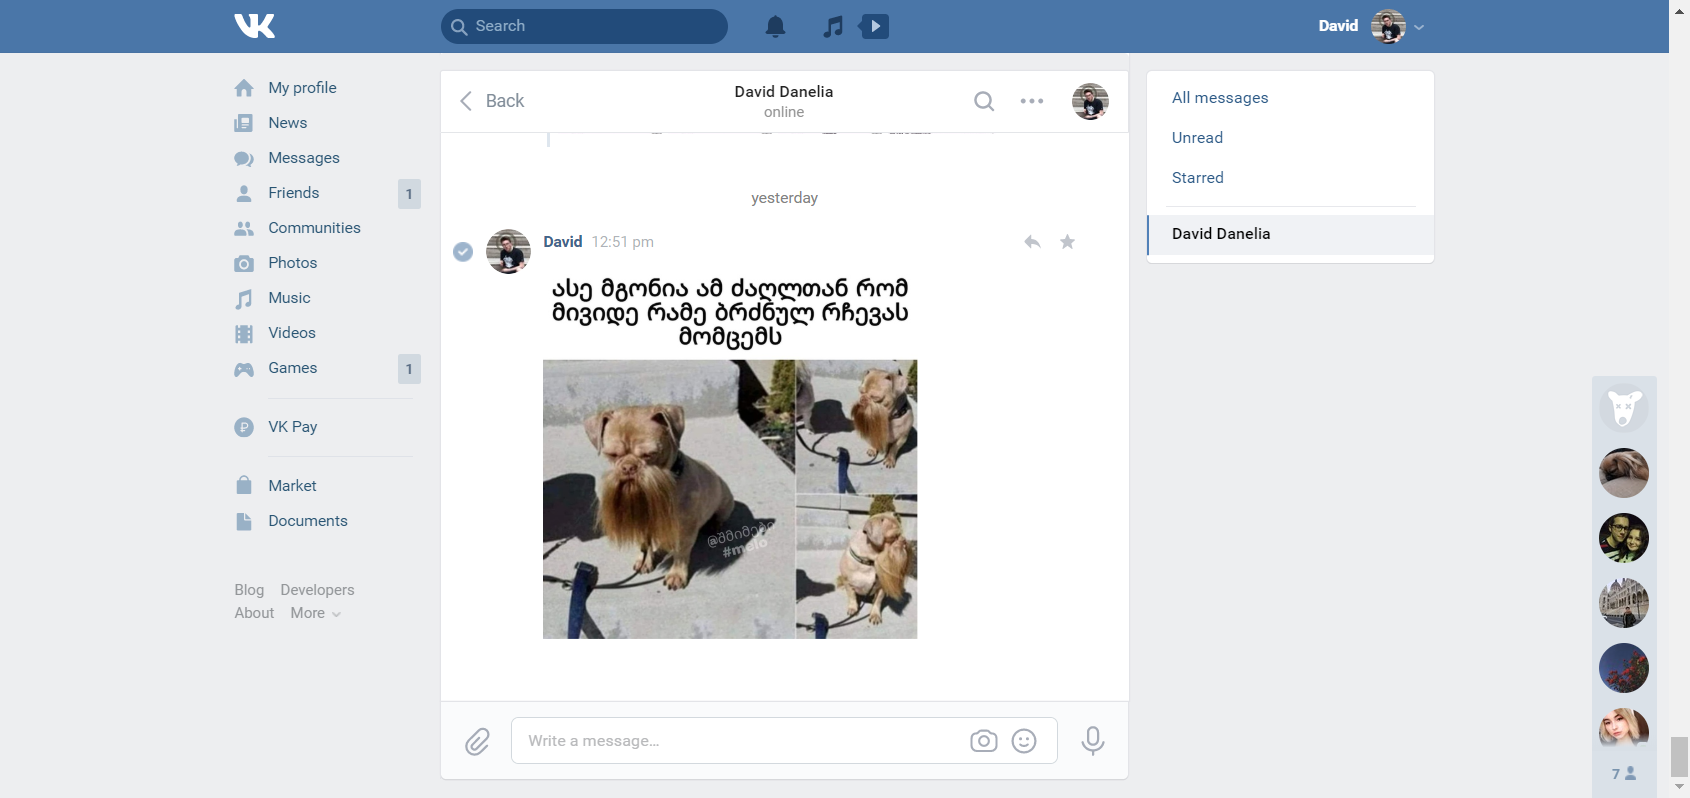 Search
David
My profile
News
Messages
Friends
1
Communities
Photos
Music
Videos
Games
1
VK Pay
Market
Documents
Blog Developers
About More
Back
David Danelia
online
yesterday
David 12:51 pm
ასე მგონია ამ ძაღლთან რომ
მივიდე რამე ბრძნულ რჩევას
მომცემს
@შმიმები
#molo
Write a message...
All messages
Unread
Starred
David Danelia
7